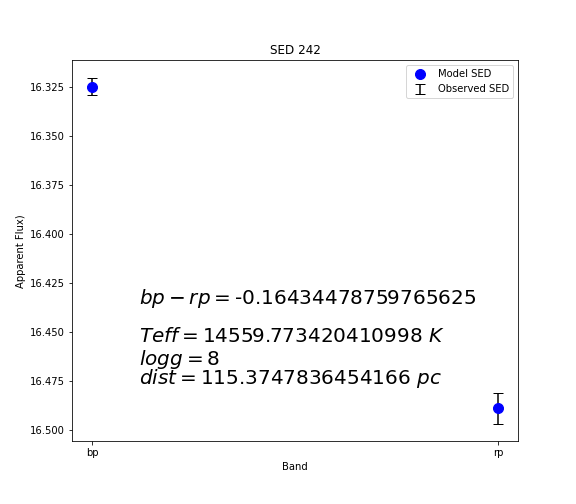 SED 242
Model SED
Observed SED
16.325
16.350
16.375
16.400
16.425
16.450
16.475
16.500
Apparent Flux)
bp − rp = -0.16434478759765625
Teff = 14559.773420410998 K
logg = 8
dist = 115.3747836454166 pc
bp
rp
Band